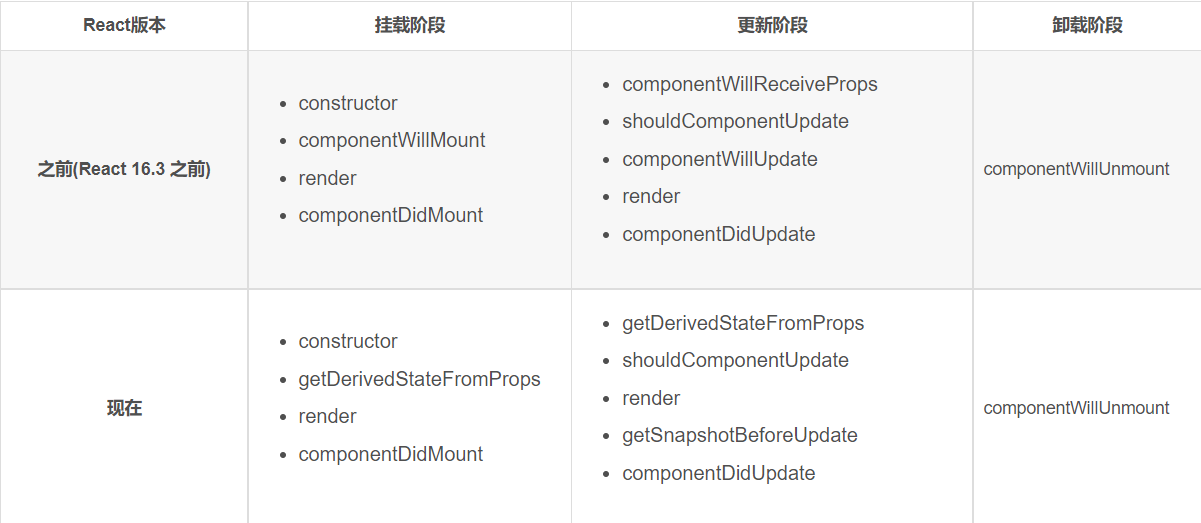 React版本
挂载阶段
更新阶段
卸载阶段
之前(React 16.3 之前)
constructor
componentWillMount
render
componentDidMount
componentWillReceiveProps
shouldComponentUpdate
componentWillUpdate
render
componentDidUpdate
componentWillUnmount
现在
constructor
getDerivedStateFromProps
render
componentDidMount
getDerivedStateFromProps
shouldComponentUpdate
render
getSnapshotBeforeUpdate
componentDidUpdate
componentWillUnmount